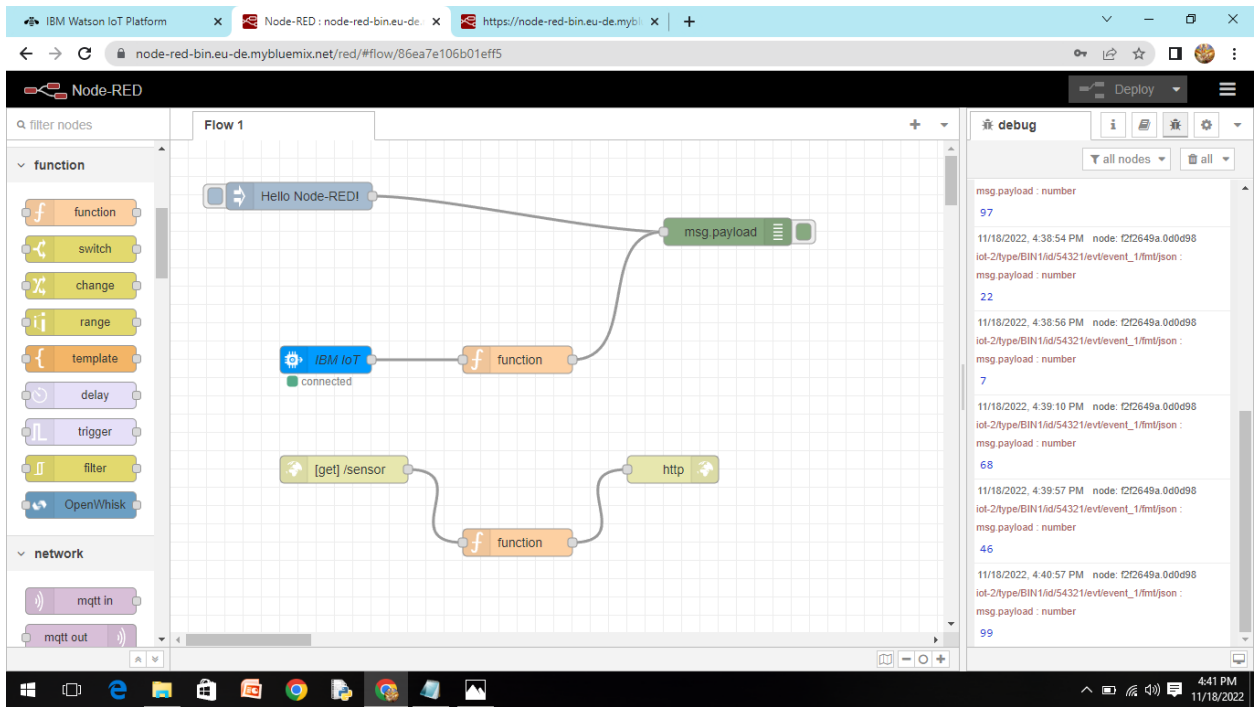 IBM Watson IoT Platform
Node-RED : node-red-bin.eu-de.
https://node-red-bin.eu-de.mybl
node-red-bin.eu-de.mybluemix.net/red/#flow/86ea7e106b01eff5
Node-RED
Deploy
filter nodes
function
function
switch
change
range
template
delay
trigger
filter
OpenWhisk
network
mqtt in
mqtt out
Flow 1
Hello Node-RED!
msg.payload
IBM IoT
connected
function
[get] /sensor
http
function
debug
i
all nodes
all
msg.payload : number
97
11/18/2022, 4:38:54 PM node: f2f2649a.0d0d98
iot-2/type/BIN1/id/54321/evt/event_1/fmt/json :
msg.payload : number
22
11/18/2022, 4:38:56 PM node: f2f2649a.0d0d98
iot-2/type/BIN1/id/54321/evt/event_1/fmt/json :
msg.payload : number
7
11/18/2022, 4:39:10 PM node: f2f2649a.0d0d98
iot-2/type/BIN1/id/54321/evt/event_1/fmt/json :
msg.payload : number
68
11/18/2022, 4:39:57 PM node: f2f2649a.0d0d98
iot-2/type/BIN1/id/54321/evt/event_1/fmt/json :
msg.payload : number
46
11/18/2022, 4:40:57 PM node: f2f2649a.0d0d98
iot-2/type/BIN1/id/54321/evt/event_1/fmt/json :
msg.payload : number
99
4:41 PM
11/18/2022